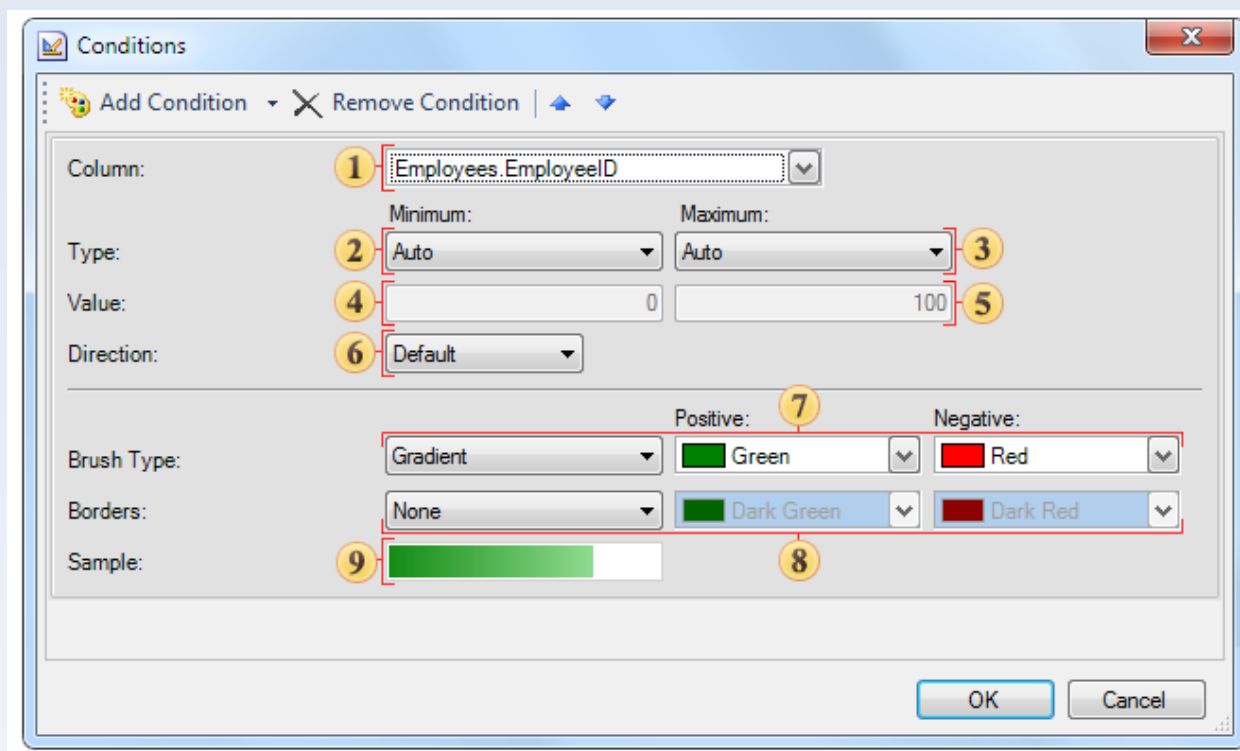 Conditions
Add Condition Remove Condition
Column: 1 Employees.EmployeeID
Minimum: Maximum:
Type: 2 Auto Auto 3
Value: 4 0 100 5
Direction: 6 Default
Positive: 7 Negative:
Brush Type: Gradient Green Red
Borders: None Dark Green Dark Red
Sample: 9 8
OK Cancel